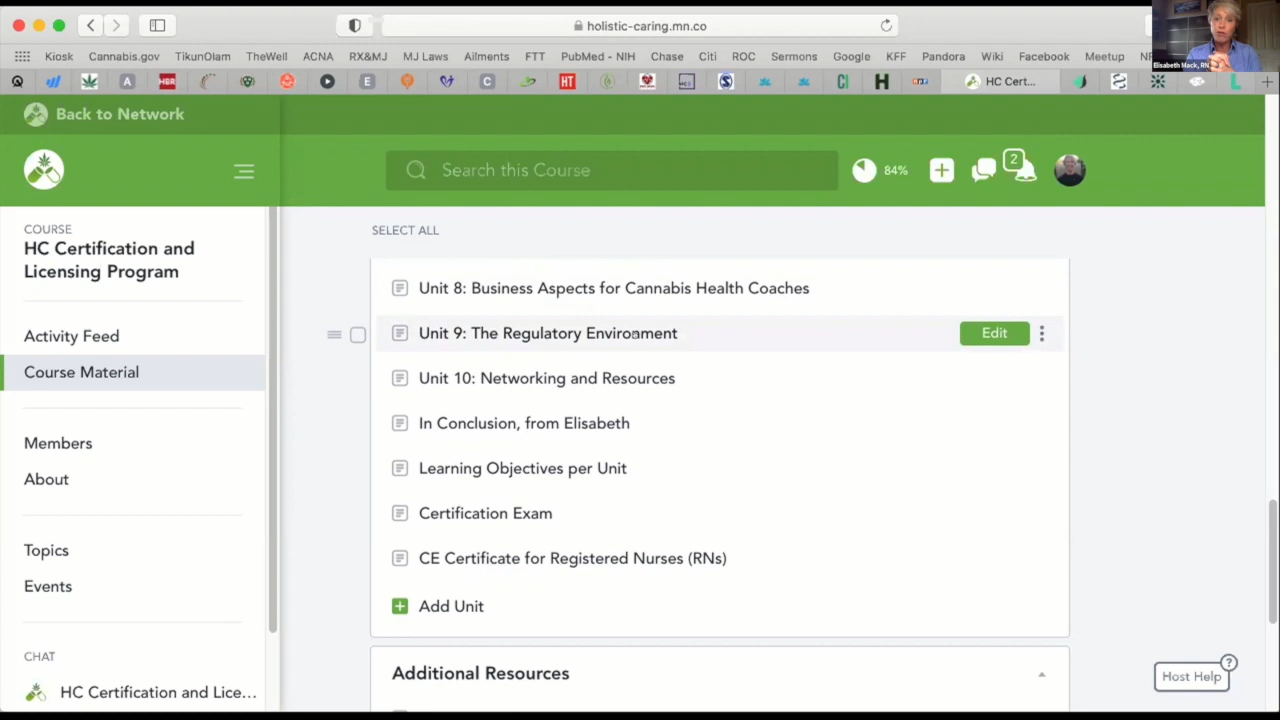 holistic-caring.mn.co
Elisabeth Mack, RN
Kiosk Cannabis.gov TikunOlam TheWell ACNA RX&MJ MJ Laws Ailments FTT PubMed - NIH Chase Citi ROC Sermons Google KFF Pandora Wiki Facebook Meetup
HER HT HC Cert...
Back to Network
Search this Course
84%
2
COURSE
HC Certification and
Licensing Program
Activity Feed
Course Material
Members
About
Topics
Events
CHAT
HC Certification and Lice...
SELECT ALL
Unit 8: Business Aspects for Cannabis Health Coaches
Unit 9: The Regulatory Environment
Edit
Unit 10: Networking and Resources
In Conclusion, from Elisabeth
Learning Objectives per Unit
Certification Exam
CE Certificate for Registered Nurses (RNs)
Add Unit
Additional Resources
Host Help
?